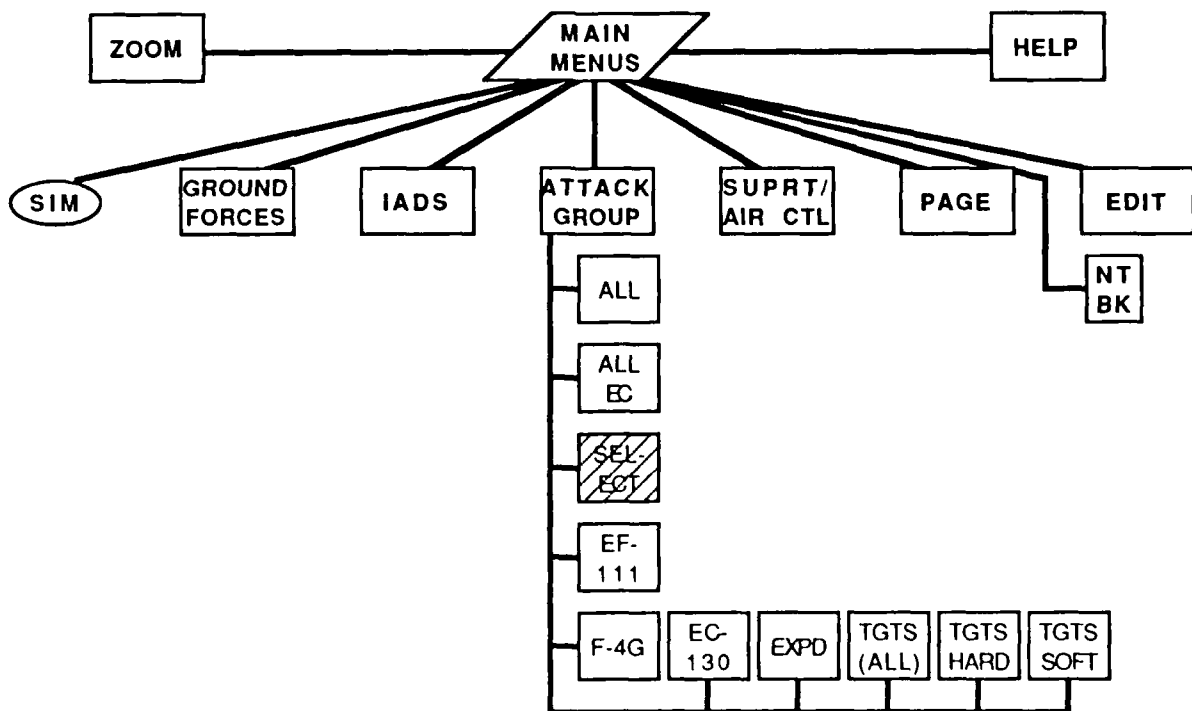 ZOOM
MAIN
MENUS
HELP
SIM
GROUND
FORCES
IADS
ATTACK
GROUP
SUPRT/
AIR CTL
PAGE
EDIT
NT
BK
ALL
ALL
EC
SEL-
ECT
EF-
111
F-4G
EC-
130
EXPD
TGTS
(ALL)
TGTS
HARD
TGTS
SOFT